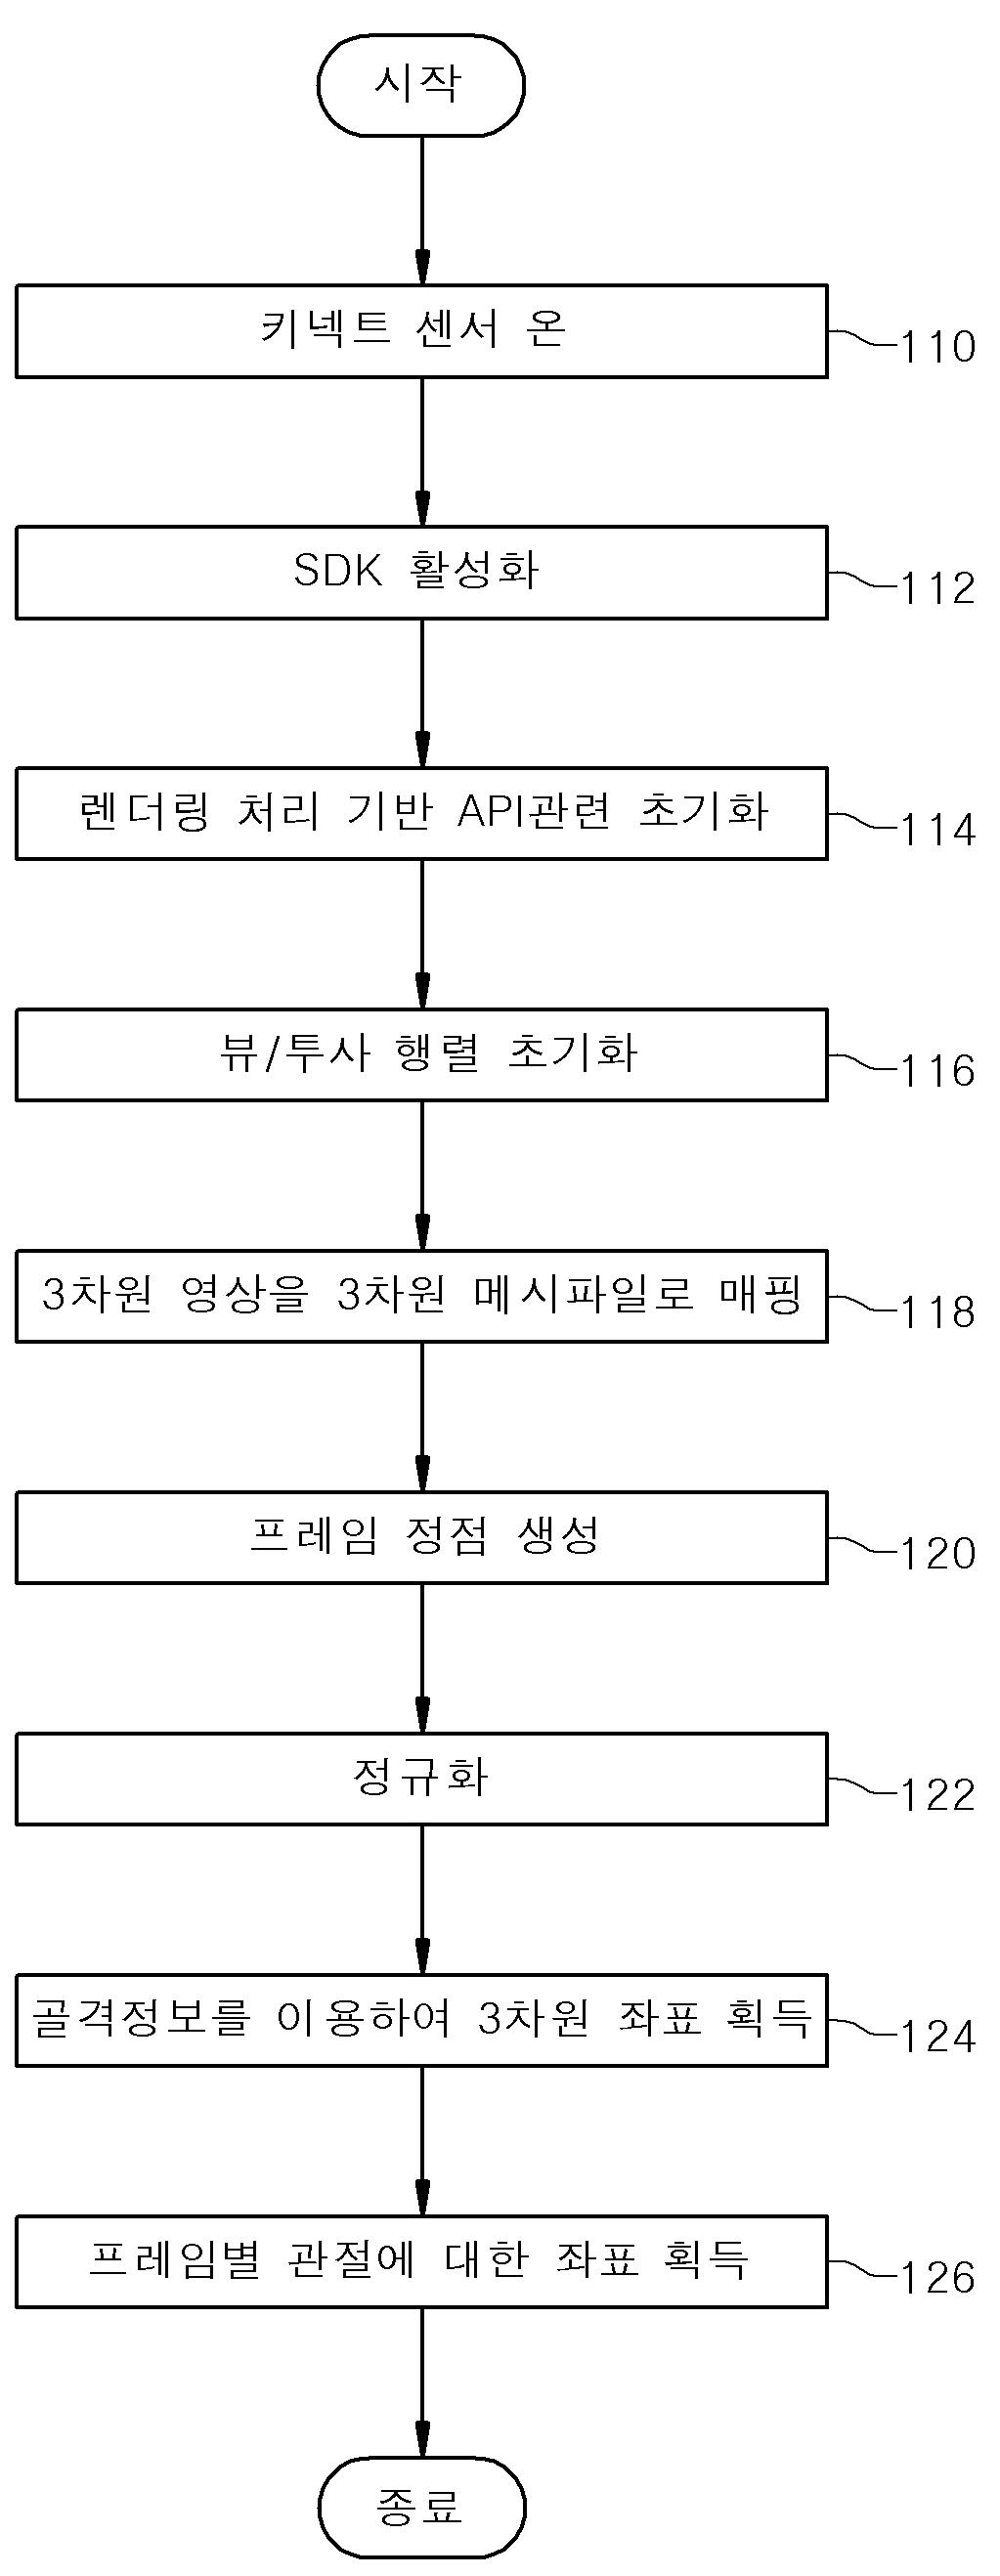 시작
키넥트 센서 온
110
SDK 활성화
112
렌더링 처리 기반 API관련 초기화
114
뷰/투사 행렬 초기화
116
3차원 영상을 3차원 메시파일로 매핑
118
프레임 정점 생성
120
정규화
122
골격정보를 이용하여 3차원 좌표 획득
124
프레임별 관절에 대한 좌표 획득
126
종료